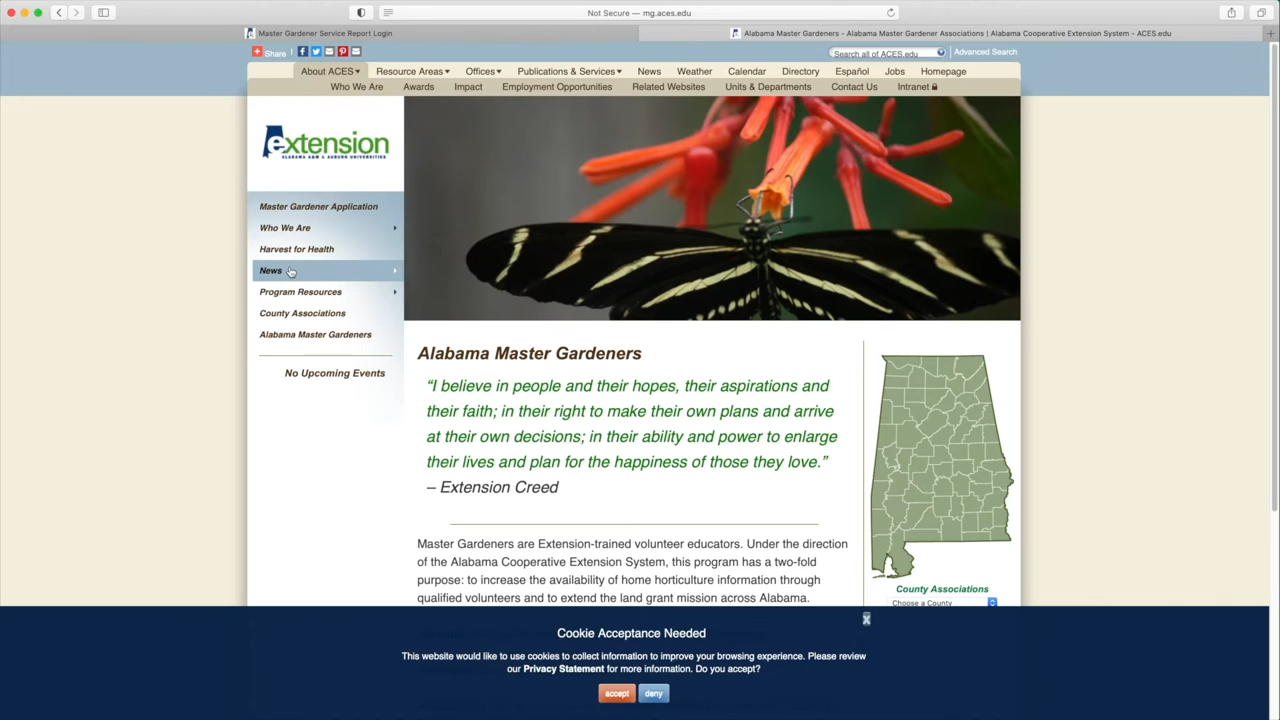 Not Secure — mg.aces.edu
Master Gardener Service Report Login
Alabama Master Gardeners - Alabama Master Gardener Associations | Alabama Cooperative Extension System - ACES.edu
Share
Search all of ACES.edu
Advanced Search
About ACES Resource Areas Offices Publications & Services News Weather Calendar Directory Español Jobs Homepage
Who We Are Awards Impact Employment Opportunities Related Websites Units & Departments Contact Us Intranet
extension
ALABAMA A&M & AUBURN UNIVERSITIES
Master Gardener Application
Who We Are
Harvest for Health
News
Program Resources
County Associations
Alabama Master Gardeners
No Upcoming Events
Alabama Master Gardeners
“I believe in people and their hopes, their aspirations and
their faith; in their right to make their own plans and arrive
at their own decisions; in their ability and power to enlarge
their lives and plan for the happiness of those they love.”
– Extension Creed
Master Gardeners are Extension-trained volunteer educators. Under the direction
of the Alabama Cooperative Extension System, this program has a two-fold
purpose: to increase the availability of home horticulture information through
qualified volunteers and to extend the land grant mission across Alabama.
County Associations
Choose a County
X
Cookie Acceptance Needed
This website would like to use cookies to collect information to improve your browsing experience. Please review
our Privacy Statement for more information. Do you accept?
accept deny